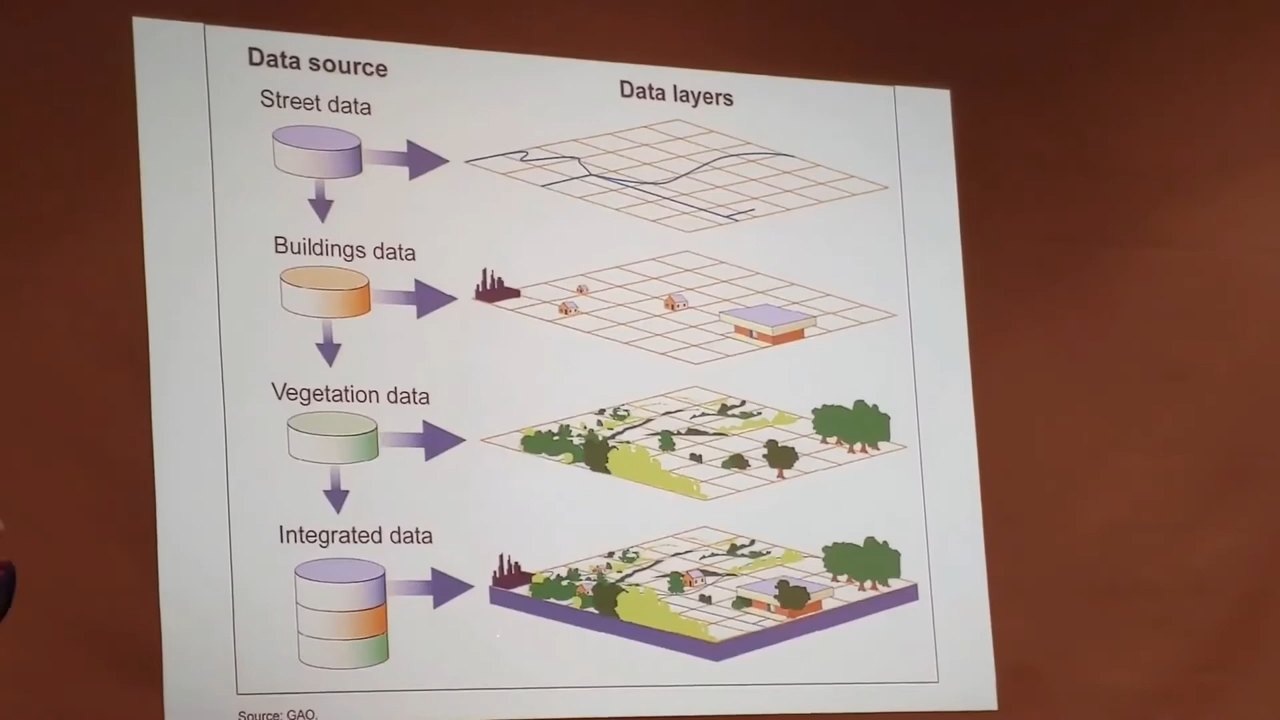 Data source
Data layers
Street data
Buildings data
Vegetation data
Integrated data
Source: GAO.